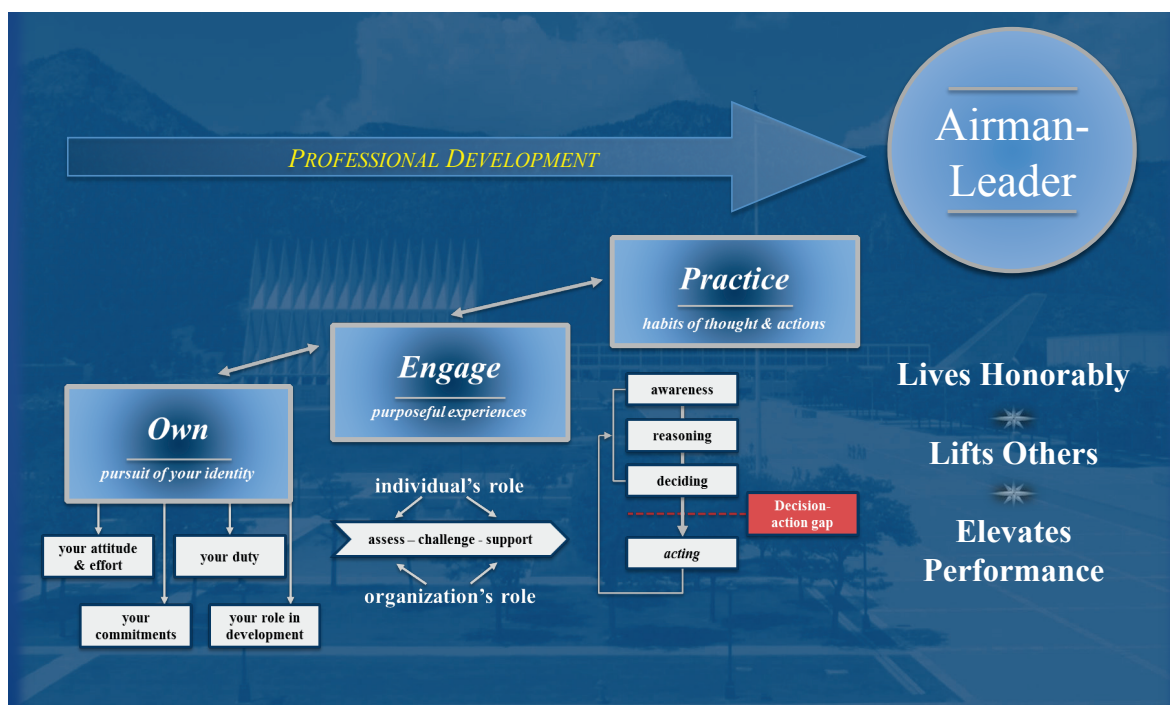 PROFESSIONAL DEVELOPMENT
Airman-
Leader
Practice
habits of thought & actions
Engage
purposeful experiences
Own
pursuit of your identity
your attitude
& effort
your duty
your
commitments
your role in
development
individual's role
assess – challenge - support
organization's role
awareness
reasoning
deciding
Decision-
action gap
acting
Lives Honorably
Lifts Others
Elevates
Performance